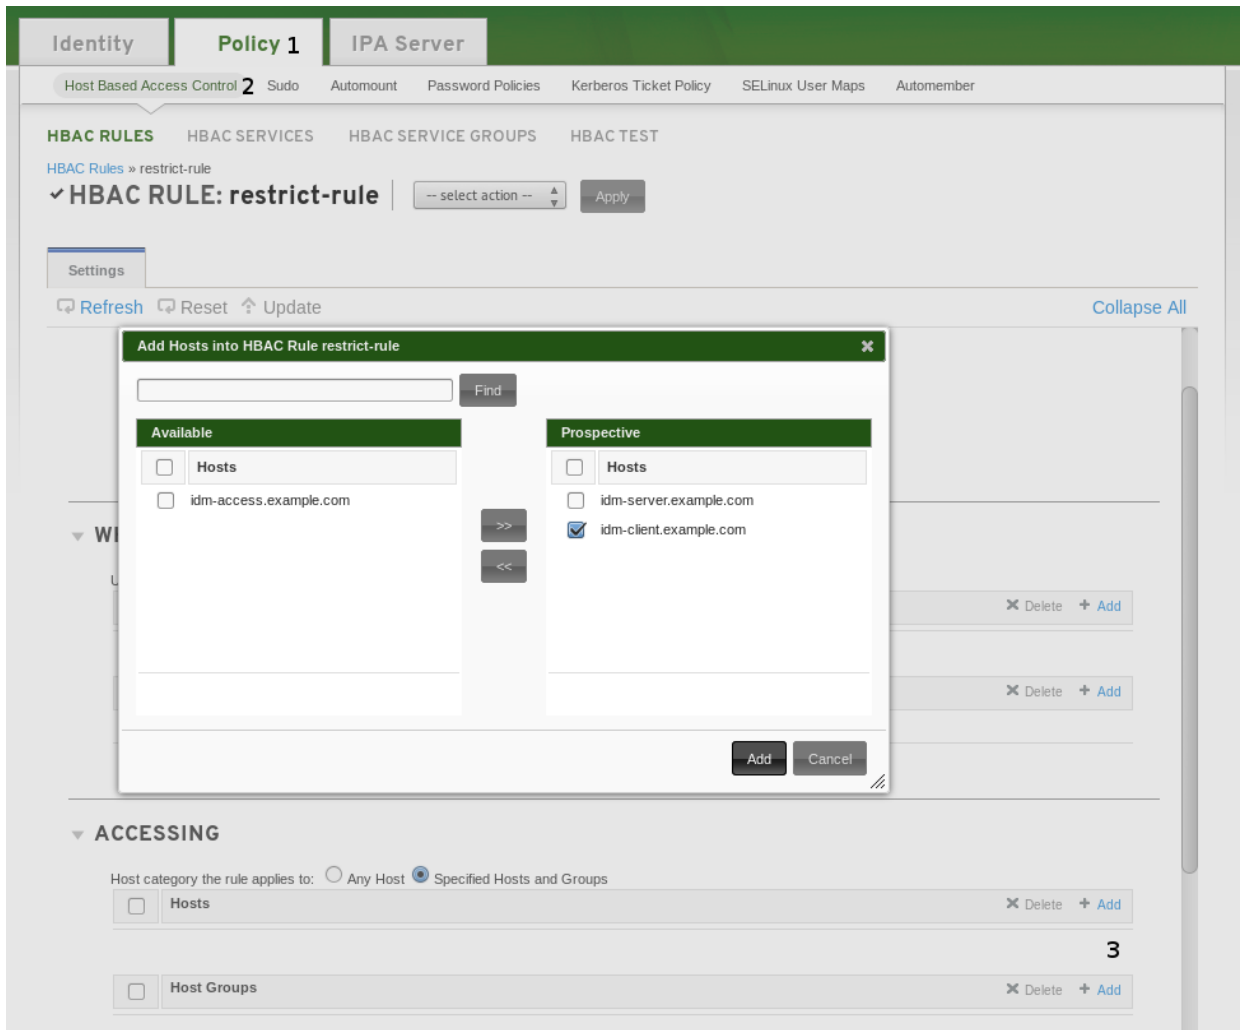 Identity Policy 1 IPA Server
Host Based Access Control 2 Sudo Automount Password Policies Kerberos Ticket Policy SELinux User Maps Automember
HBAC RULES HBAC SERVICES HBAC SERVICE GROUPS HBAC TEST
HBAC Rules » restrict-rule
HBAC RULE: restrict-rule -- select action -- Apply
Settings
Refresh Reset Update Collapse All
Add Hosts into HBAC Rule restrict-rule
Find
Available Prospective
Hosts Hosts
idm-access.example.com idm-server.example.com
>> idm-client.example.com
<<
Delete Add
Delete Add
Add Cancel
ACCESSING
Host category the rule applies to: Any Host Specified Hosts and Groups
Hosts Delete Add
3
Host Groups Delete Add